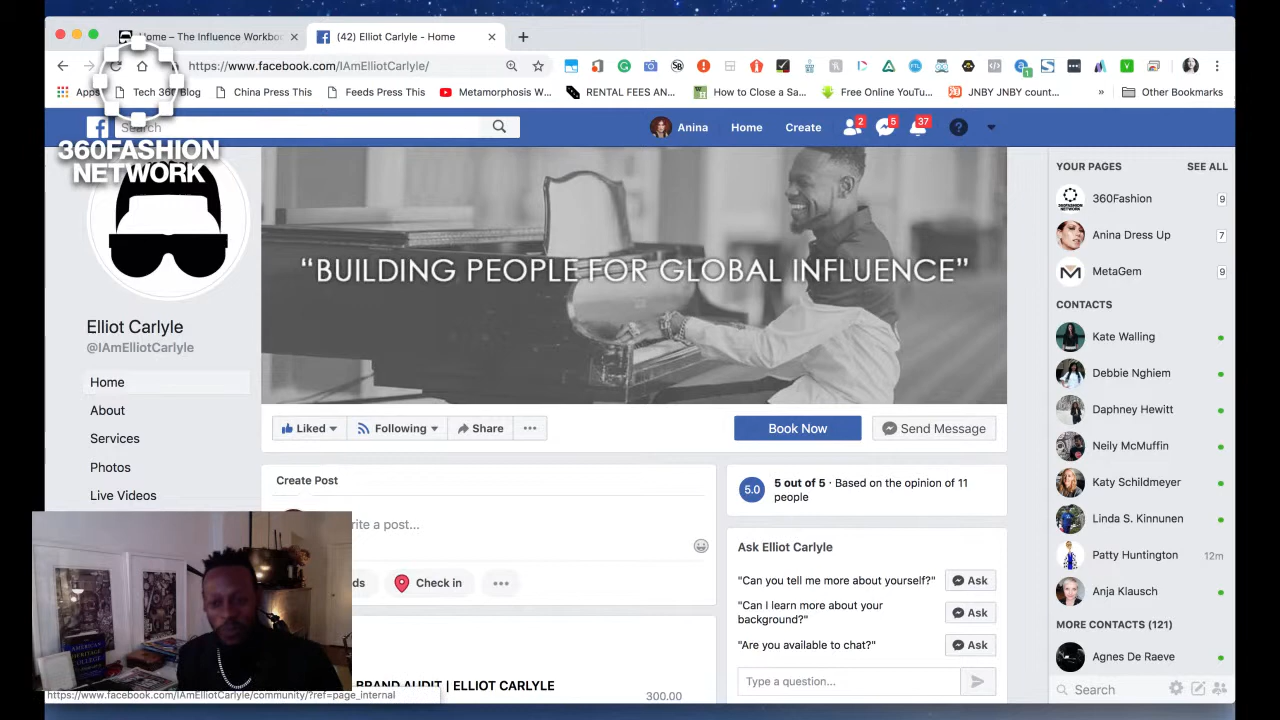 Home – The Influence Workbo
(42) Elliot Carlyle - Home
https://www.facebook.com/IAmElliotCarlyle/
Apps
Tech 360 Blog
China Press This
Feeds Press This
Metamorphosis W...
RENTAL FEES AN...
How to Close a Sa...
Free Online YouTu...
JNBY JNBY count...
»
Other Bookmarks
Search
Anina
Home
Create
2
5
37
360FASHION
NETWORK
"BUILDING PEOPLE FOR GLOBAL INFLUENCE"
Elliot Carlyle
@IAmElliotCarlyle
Home
About
Services
Photos
Live Videos
Liked
Following
Share
Book Now
Send Message
Create Post
Write a post...
Check in
5.0
5 out of 5 · Based on the opinion of 11
people
Ask Elliot Carlyle
"Can you tell me more about yourself?"
Ask
"Can I learn more about your
background?"
Ask
"Are you available to chat?"
Ask
Type a question...
BRAND AUDIT | ELLIOT CARLYLE
300.00
YOUR PAGES
SEE ALL
360Fashion
9
Anina Dress Up
7
MetaGem
9
CONTACTS
Kate Walling
Debbie Nghiem
Daphney Hewitt
Neily McMuffin
Katy Schildmeyer
Linda S. Kinnunen
Patty Huntington
12m
Anja Klausch
MORE CONTACTS (121)
Agnes De Raeve
Search
https://www.facebook.com/IAmElliotCarlyle/community/?ref=page_internal